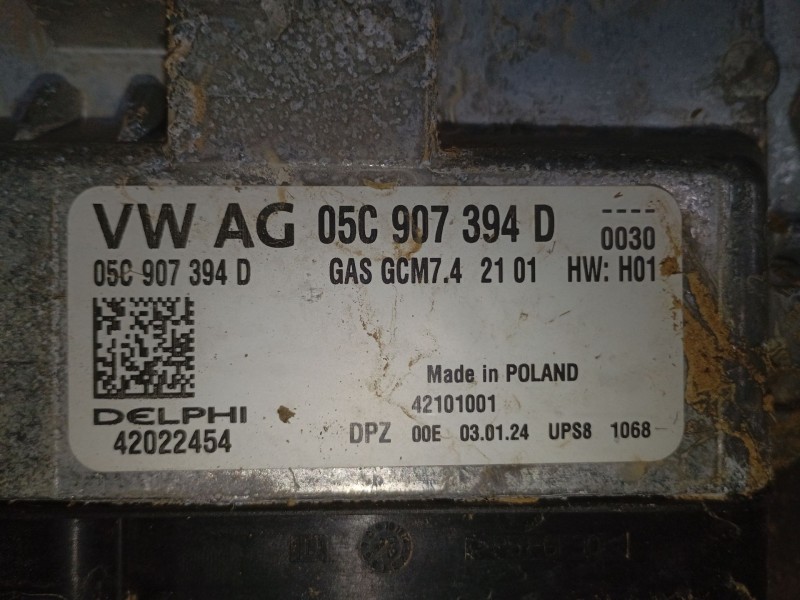 VW AG 05C 907 394 D ----
0030
05C 907 394 D GAS GCM7.4 21 01 HW: H01
Made in POLAND
DELPHI 42101001
42022454 DPZ 00E 03.01.24 UPS8 1068